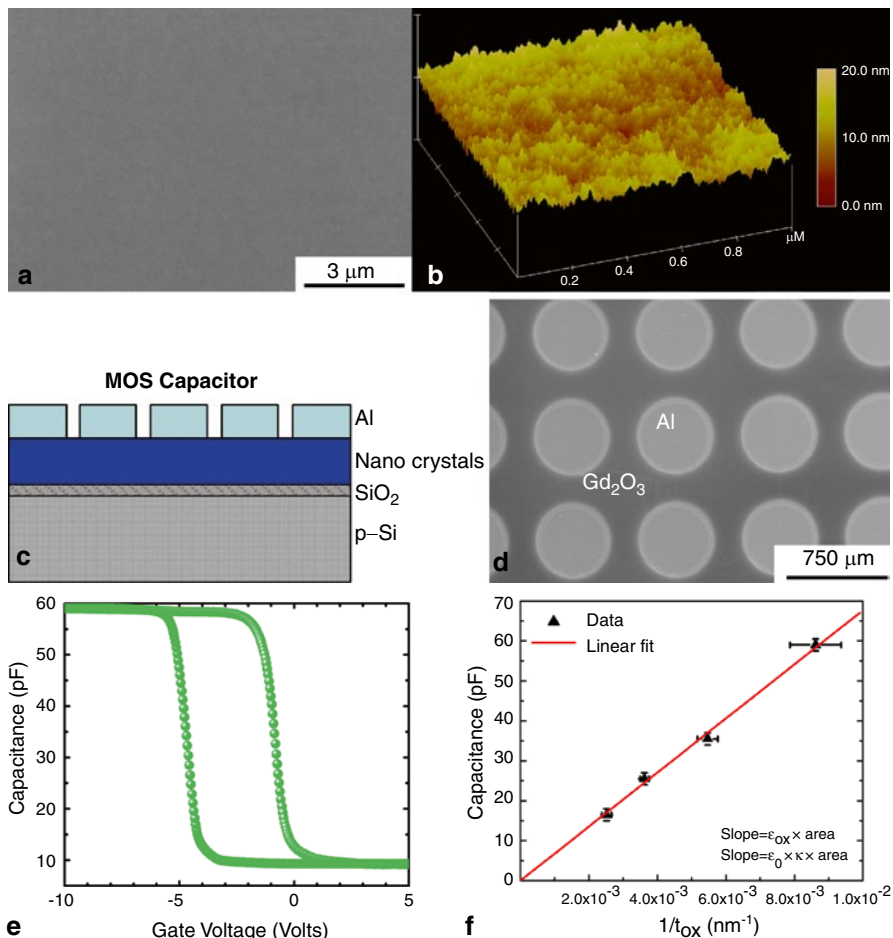 a
3 μm
20.0 nm
10.0 nm
0.0 nm
μM
0.2
0.4
0.6
0.8
b
MOS Capacitor
Al
Nano crystals
SiO₂
p–Si
c
Al
Gd₂O₃
d
750 μm
60
50
40
30
20
10
Capacitance (pF)
-10
-5
0
5
Gate Voltage (Volts)
e
70
60
50
40
30
20
10
0
Capacitance (pF)
Data
Linear fit
Slope=εox× area
Slope=ε₀×κ× area
2.0x10⁻³
4.0x10⁻³
6.0x10⁻³
8.0x10⁻³
1.0x10⁻²
1/tox (nm⁻¹)
f